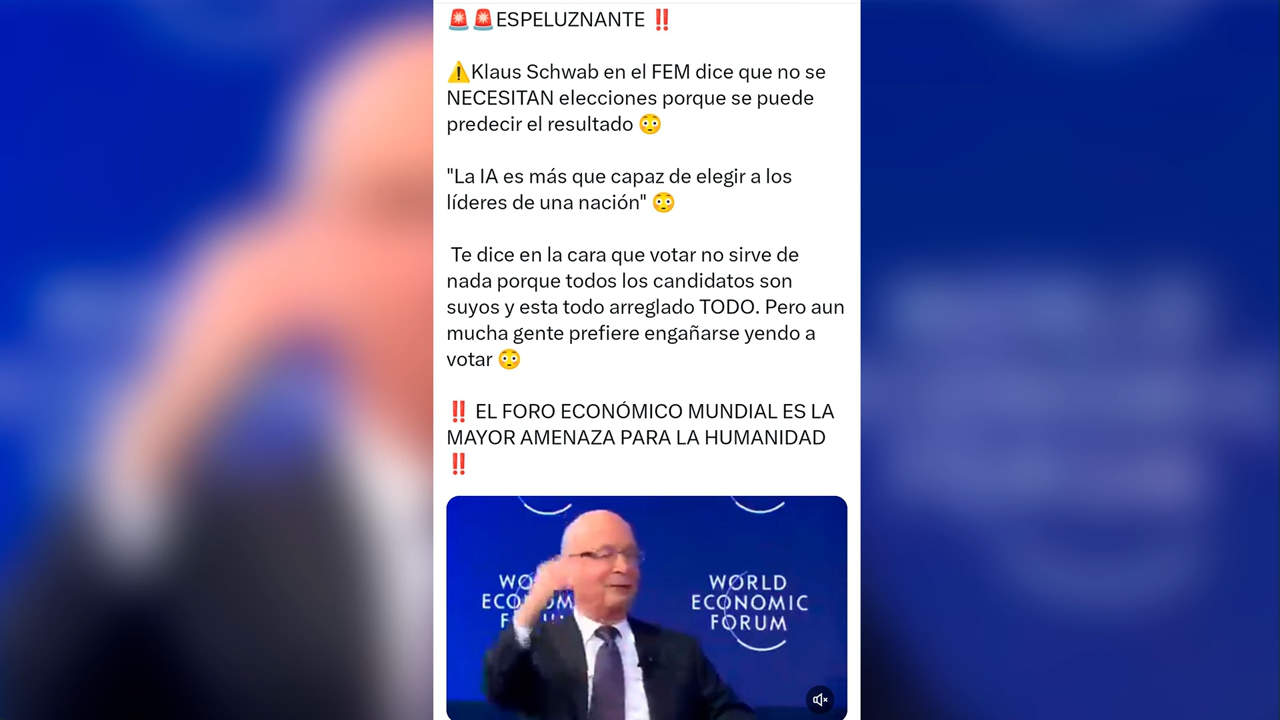 🚨🚨ESPELUZNANTE ‼️
⚠️Klaus Schwab en el FEM dice que no se
NECESITAN elecciones porque se puede
predecir el resultado 😳
"La IA es más que capaz de elegir a los
líderes de una nación" 😳
Te dice en la cara que votar no sirve de
nada porque todos los candidatos son
suyos y esta todo arreglado TODO. Pero aun
mucha gente prefiere engañarse yendo a
votar 😳
‼️ EL FORO ECONÓMICO MUNDIAL ES LA
MAYOR AMENAZA PARA LA HUMANIDAD
‼️
WORLD
ECONOMIC
FORUM